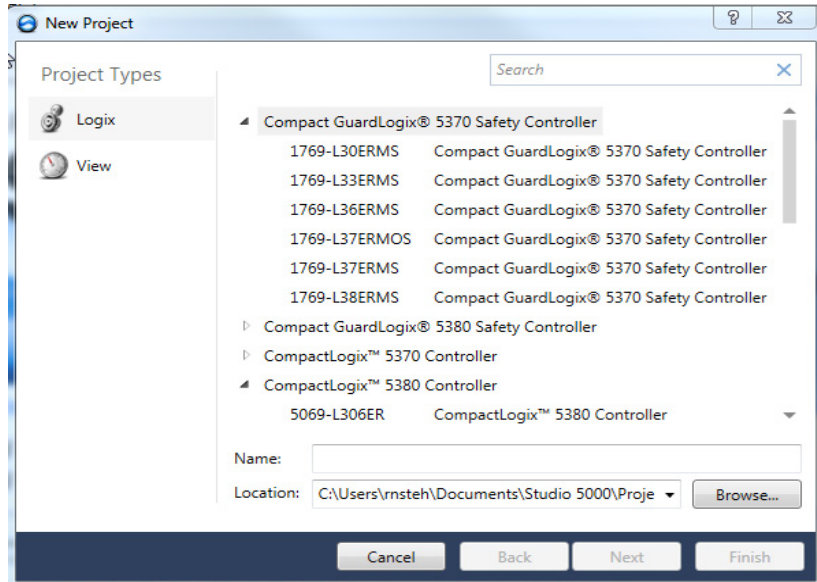 New Project
Project Types
Search
Logix
View
Compact GuardLogix® 5370 Safety Controller
1769-L30ERMS Compact GuardLogix® 5370 Safety Controller
1769-L33ERMS Compact GuardLogix® 5370 Safety Controller
1769-L36ERMS Compact GuardLogix® 5370 Safety Controller
1769-L37ERMOS Compact GuardLogix® 5370 Safety Controller
1769-L37ERMS Compact GuardLogix® 5370 Safety Controller
1769-L38ERMS Compact GuardLogix® 5370 Safety Controller
Compact GuardLogix® 5380 Safety Controller
CompactLogix™ 5370 Controller
CompactLogix™ 5380 Controller
5069-L306ER CompactLogix™ 5380 Controller
Name:
Location: C:\Users\rnsteh\Documents\Studio 5000\Proje Browse...
Cancel Back Next Finish